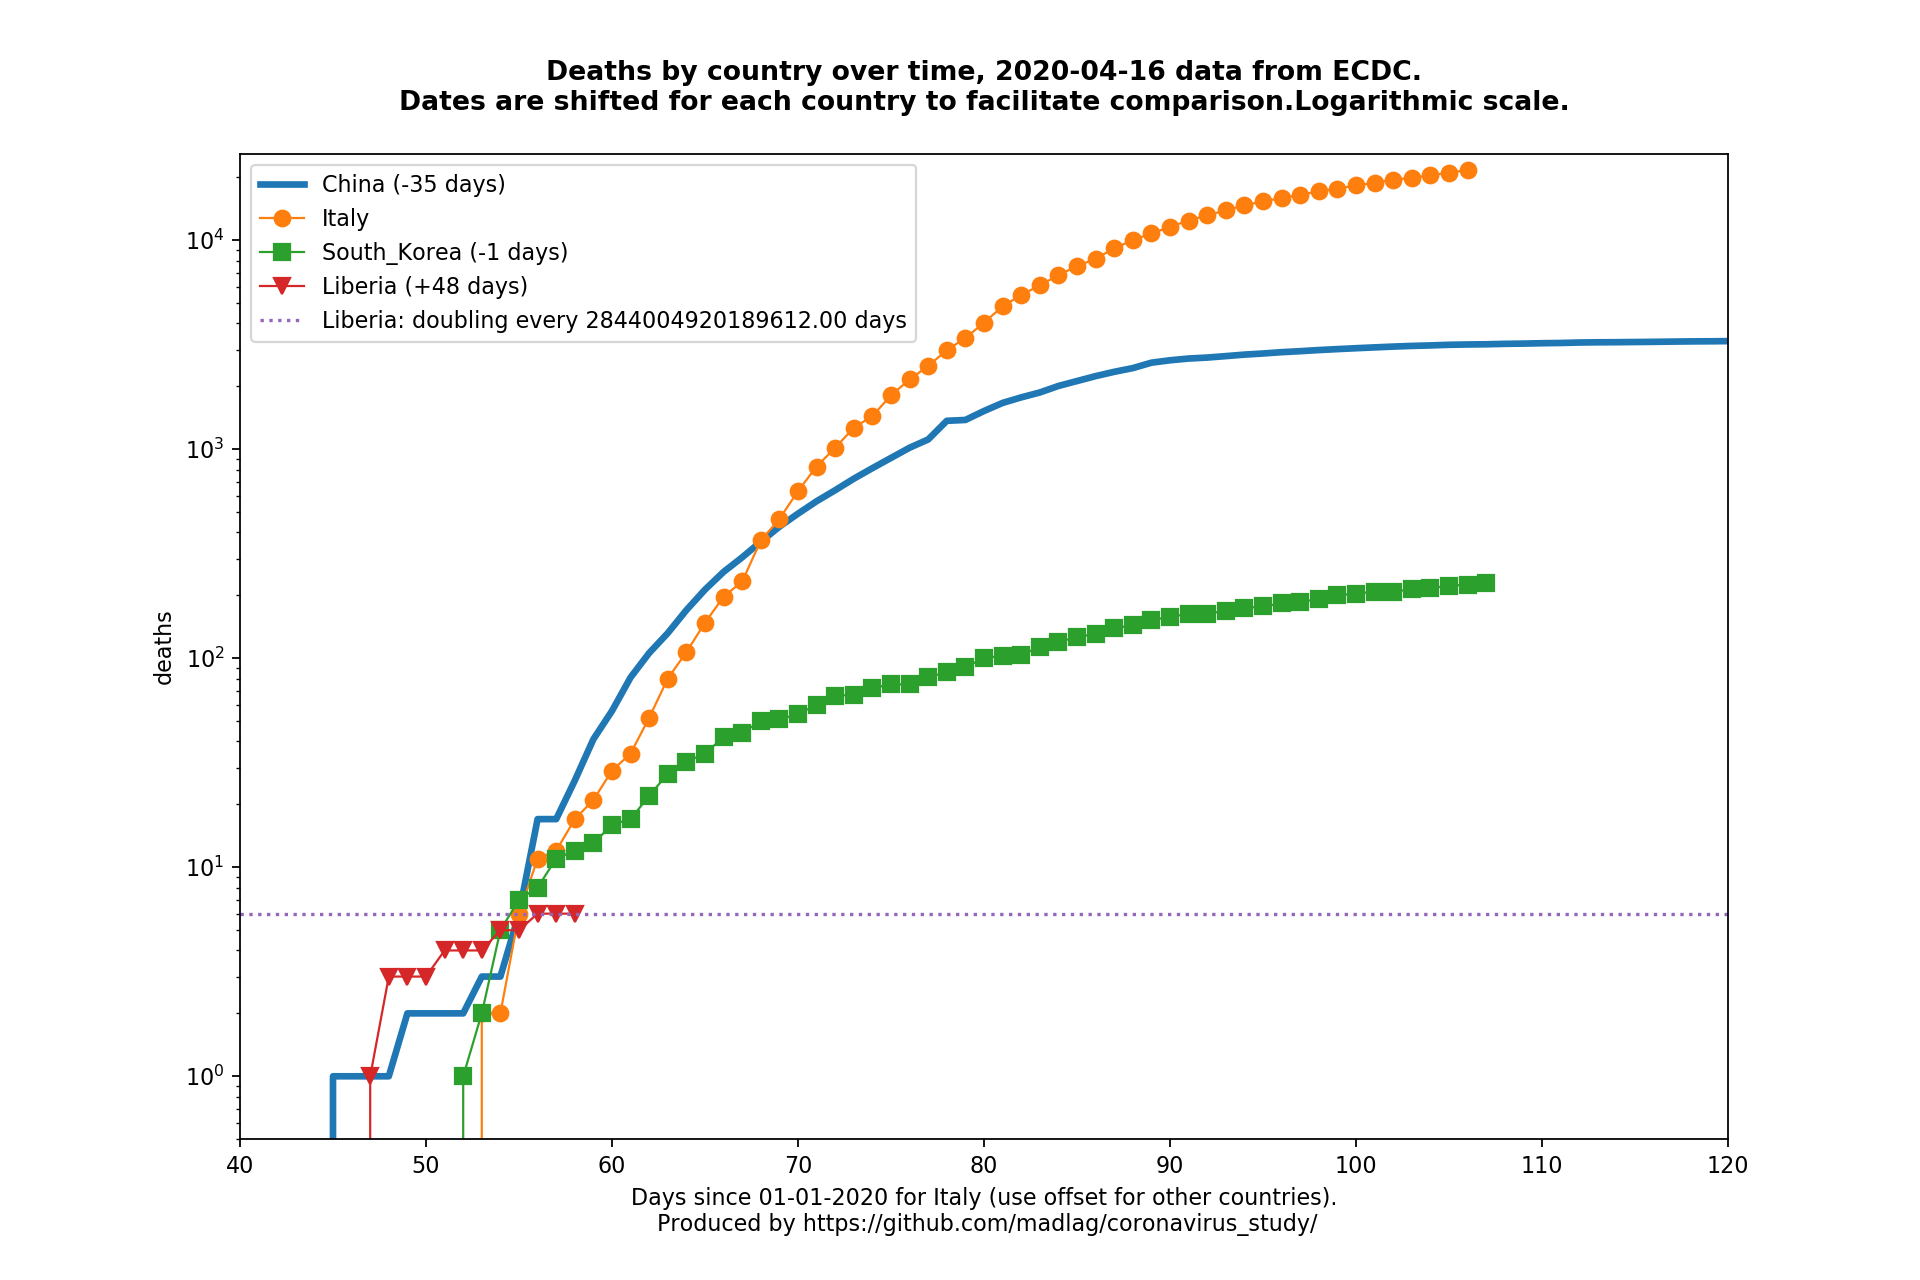 Deaths by country over time, 2020-04-16 data from ECDC.
Dates are shifted for each country to facilitate comparison.Logarithmic scale.
China (-35 days)
Italy
South_Korea (-1 days)
Liberia (+48 days)
Liberia: doubling every 2844004920189612.00 days
deaths
10⁴
10³
10²
10¹
10⁰
40 50 60 70 80 90 100 110 120
Days since 01-01-2020 for Italy (use offset for other countries).
Produced by https://github.com/madlag/coronavirus_study/